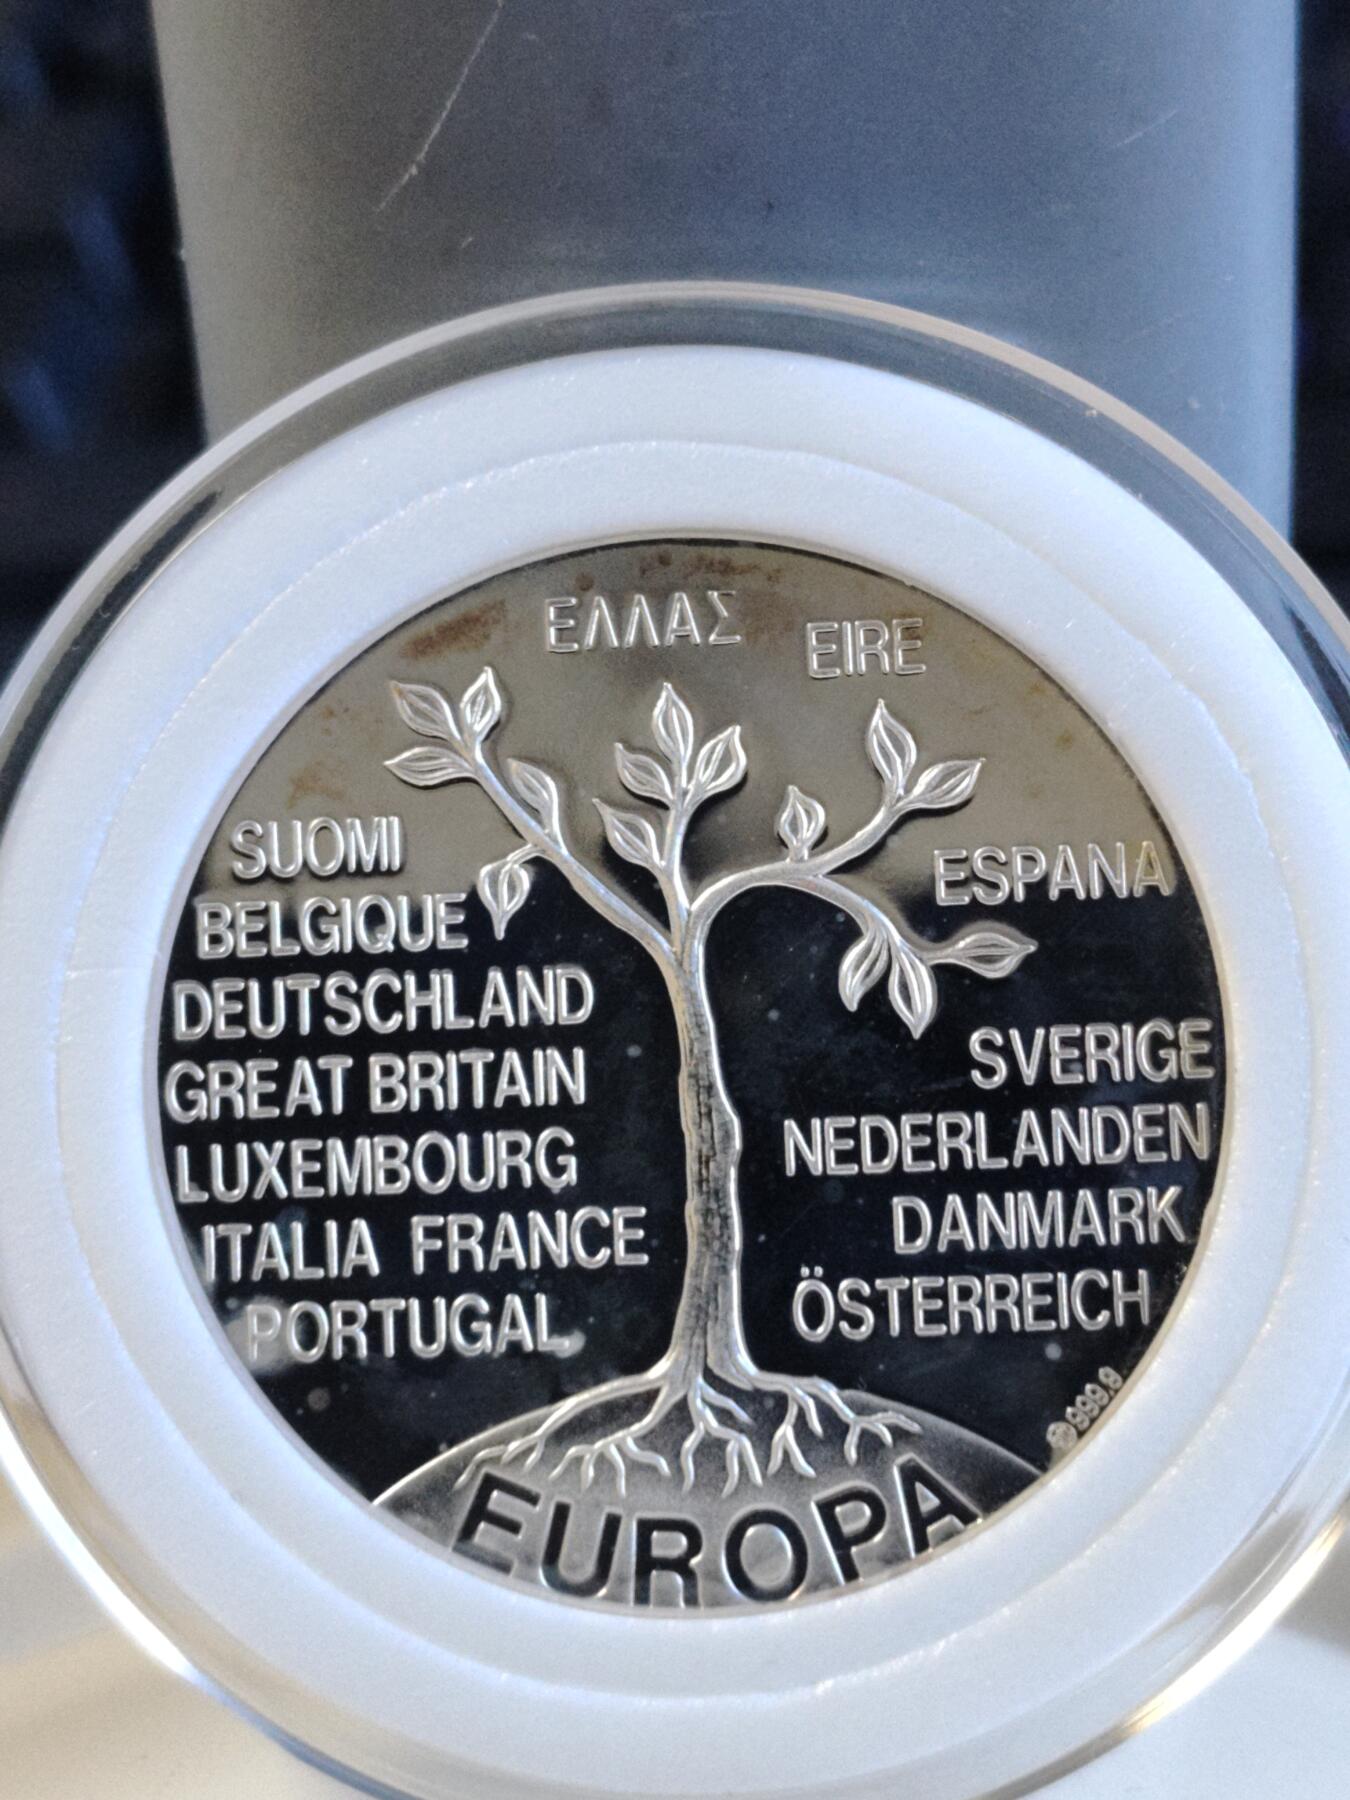 ΕΛΛΑΣ
EIRE
SUOMI
BELGIQUE
DEUTSCHLAND
GREAT BRITAIN
LUXEMBOURG
ITALIA FRANCE
PORTUGAL
ESPANA
SVERIGE
NEDERLANDEN
DANMARK
ÖSTERREICH
999.9
EUROPA